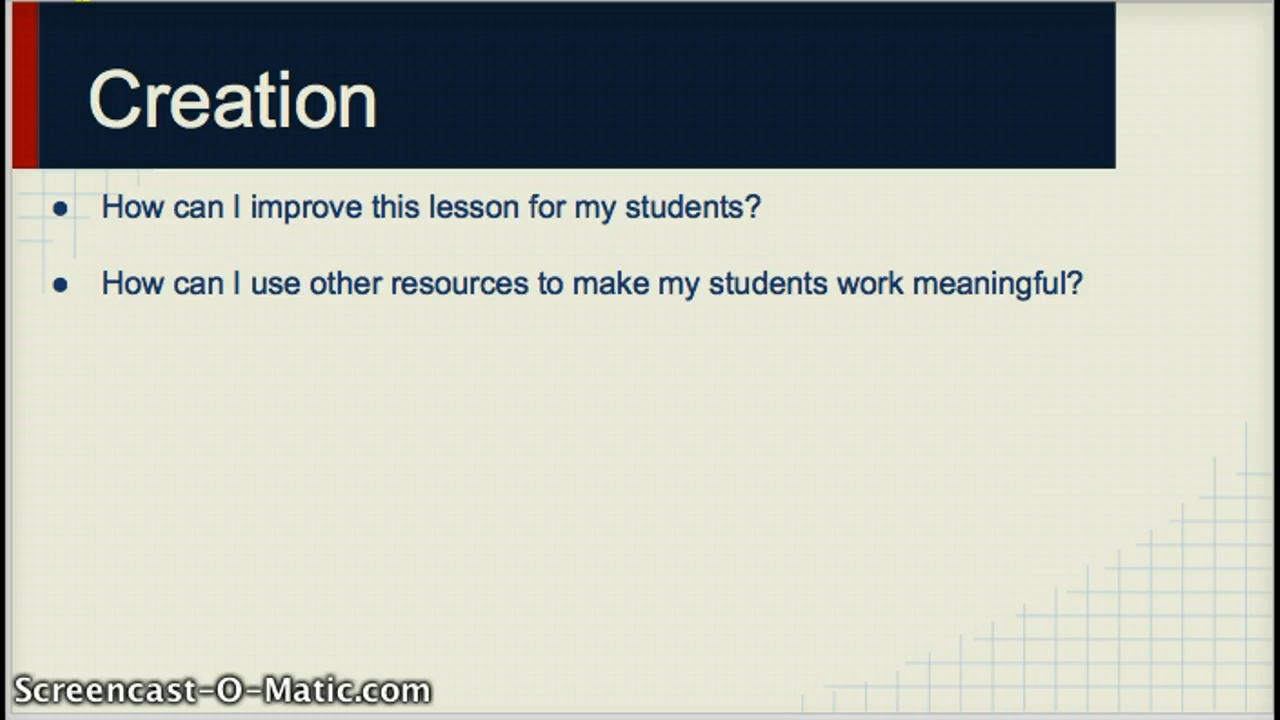 Creation
● How can I improve this lesson for my students?
● How can I use other resources to make my students work meaningful?
Screencast-O-Matic.com